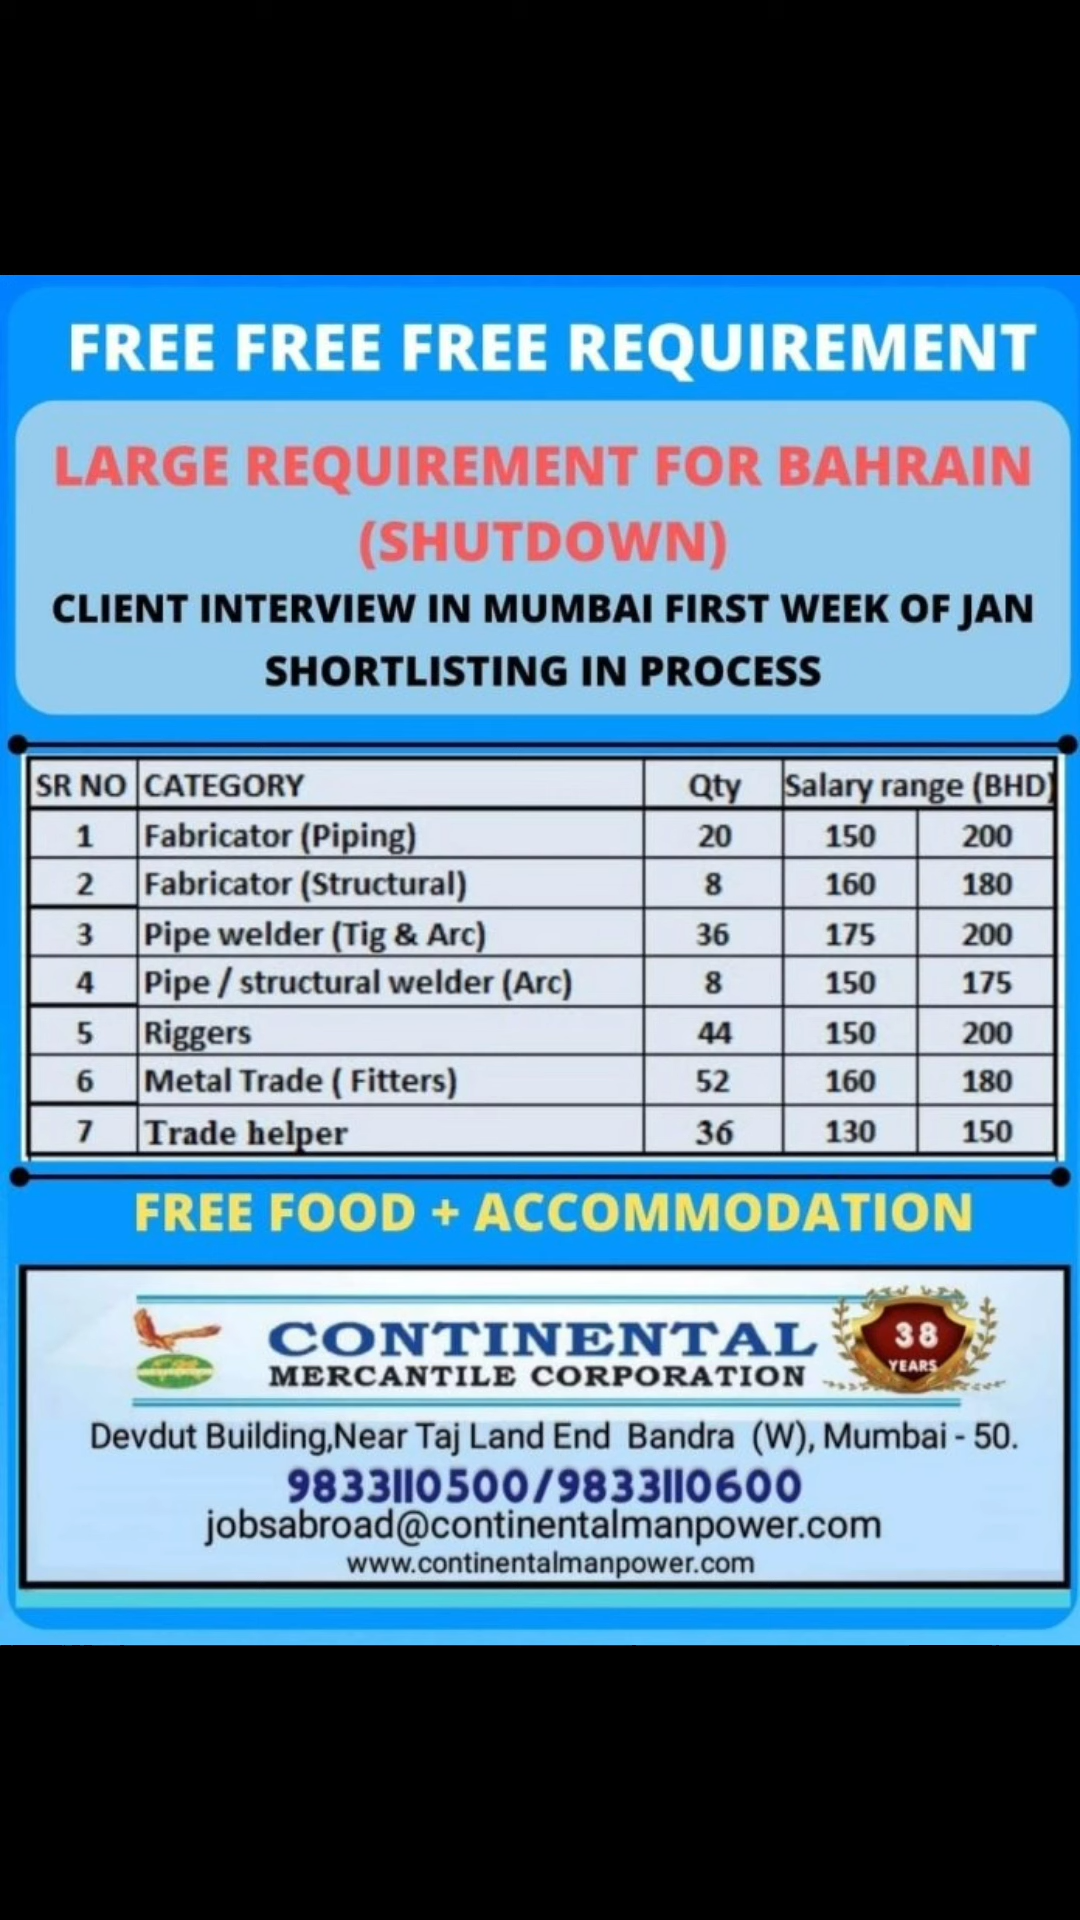 FREE FREE FREE REQUIREMENT
LARGE REQUIREMENT FOR BAHRAIN
(SHUTDOWN)
CLIENT INTERVIEW IN MUMBAI FIRST WEEK OF JAN
SHORTLISTING IN PROCESS
SR NO CATEGORY Qty Salary range (BHD)
1 Fabricator (Piping) 20 150 200
2 Fabricator (Structural) 8 160 180
3 Pipe welder (Tig & Arc) 36 175 200
4 Pipe / structural welder (Arc) 8 150 175
5 Riggers 44 150 200
6 Metal Trade ( Fitters) 52 160 180
7 Trade helper 36 130 150
FREE FOOD + ACCOMMODATION
CONTINENTAL
MERCANTILE CORPORATION
38
YEARS
Devdut Building,Near Taj Land End Bandra (W), Mumbai - 50.
9833110500/9833110600
jobsabroad@continentalmanpower.com
www.continentalmanpower.com